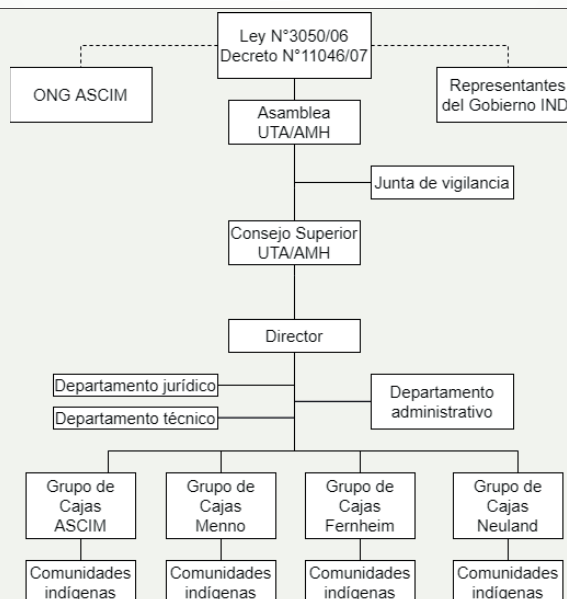 Ley N°3050/06
Decreto N°11046/07
ONG ASCIM
Representantes
del Gobierno IND
Asamblea
UTA/AMH
Junta de vigilancia
Consejo Superior
UTA/AMH
Director
Departamento jurídico
Departamento
administrativo
Departamento técnico
Grupo de
Cajas
ASCIM
Grupo de
Cajas
Menno
Grupo de
Cajas
Fernheim
Grupo de
Cajas
Neuland
Comunidades
indígenas
Comunidades
indígenas
Comunidades
indígenas
Comunidades
indígenas